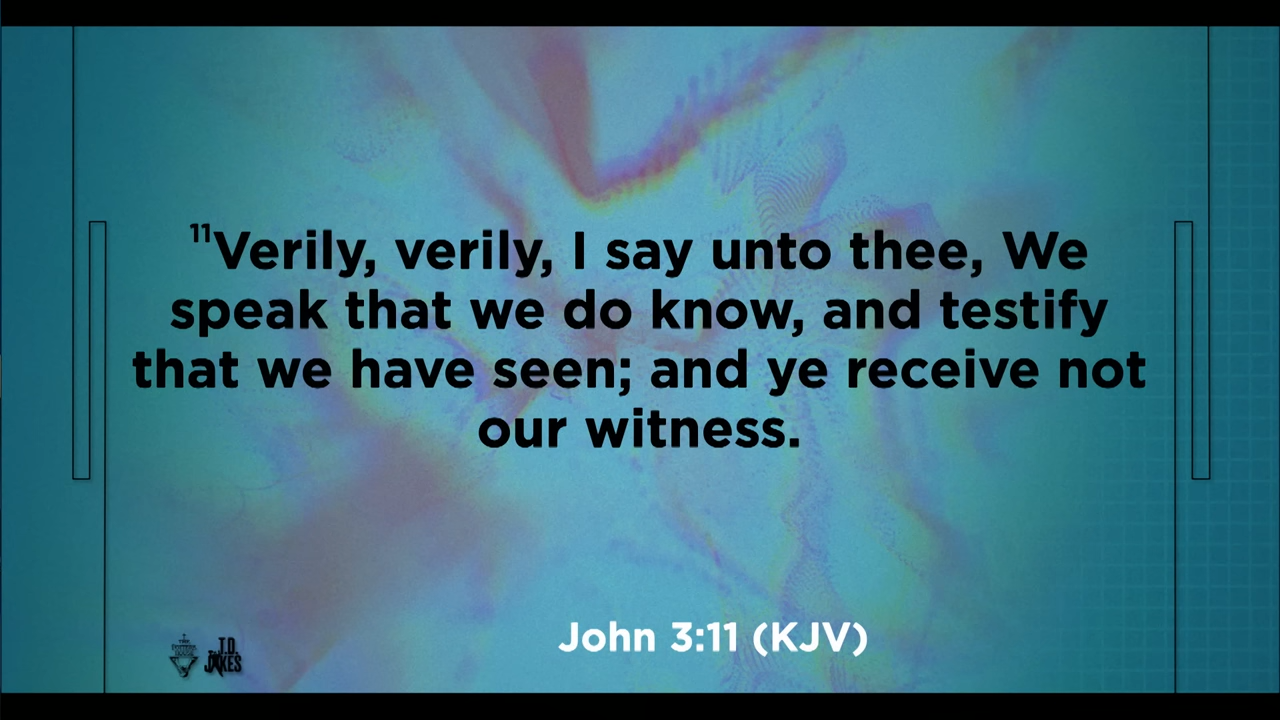 11Verily, verily, I say unto thee, We
speak that we do know, and testify
that we have seen; and ye receive not
our witness.
John 3:11 (KJV)
T.D.
JAKES